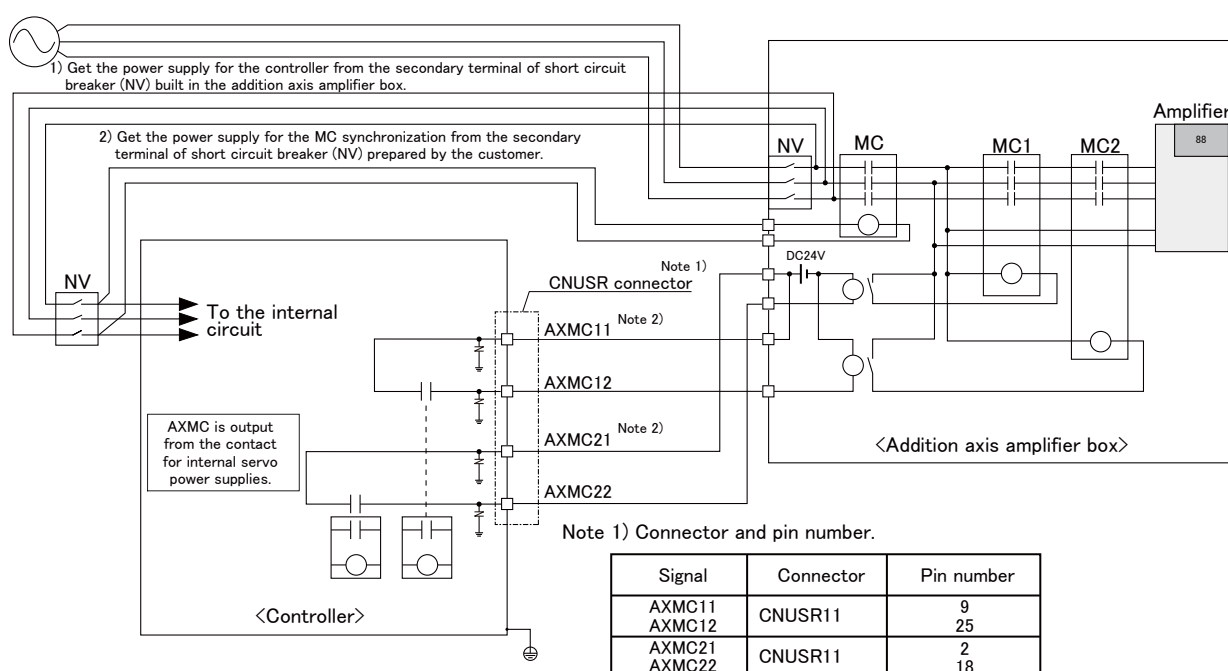 1) Get the power supply for the controller from the secondary terminal of short circuit
breaker (NV) built in the addition axis amplifier box.
2) Get the power supply for the MC synchronization from the secondary
terminal of short circuit breaker (NV) prepared by the customer.
Amplifier
88
NV
MC
MC1
MC2
DC24V
NV
To the internal
circuit
CNUSR connector
Note 1)
AXMC11
Note 2)
AXMC12
AXMC21
Note 2)
AXMC22
AXMC is output
from the contact
for internal servo
power supplies.
<Controller>
<Addition axis amplifier box>
Note 1) Connector and pin number.
Signal Connector Pin number
AXMC11 CNUSR11 9
AXMC12 25
AXMC21 CNUSR11 2
AXMC22 18